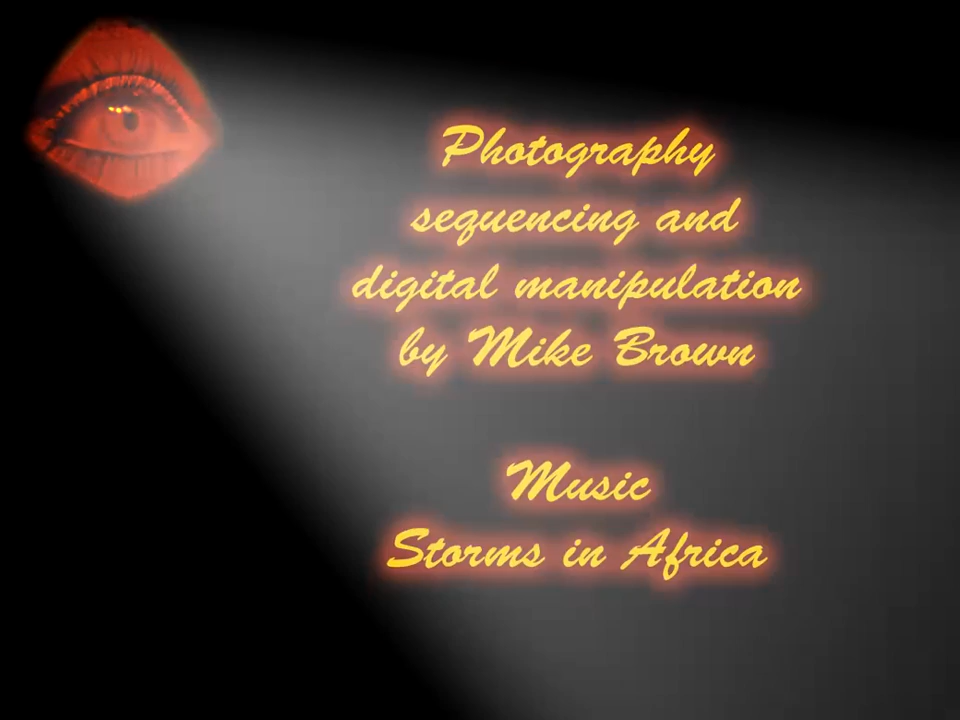 Photography
sequencing and
digital manipulation
by Mike Brown
Music
Storms in Africa